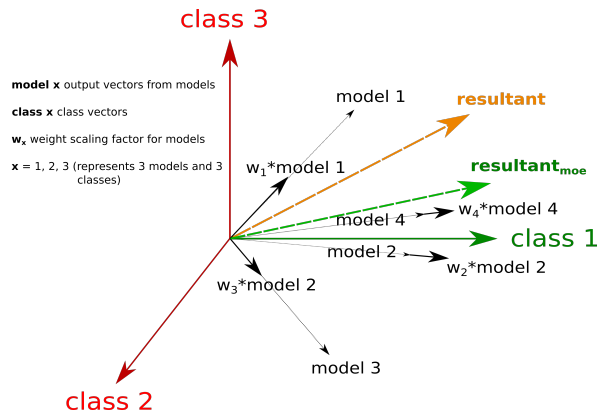 class 3
model x output vectors from models
class x class vectors
wx weight scaling factor for models
x = 1, 2, 3 (represents 3 models and 3
classes)
model 1
resultant
w1*model 1
resultantmoe
model 4
w4*model 4
class 1
model 2
w2*model 2
w3*model 2
model 3
class 2